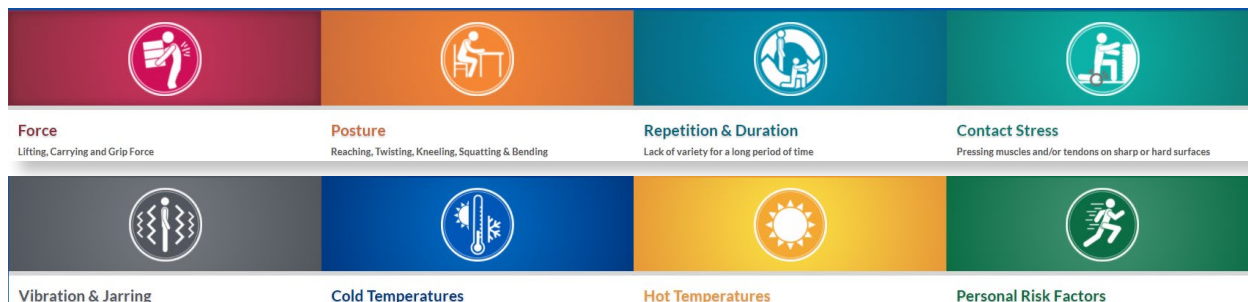 Force
Lifting, Carrying and Grip Force
Posture
Reaching, Twisting, Kneeling, Squatting & Bending
Repetition & Duration
Lack of variety for a long period of time
Contact Stress
Pressing muscles and/or tendons on sharp or hard surfaces
Vibration & Jarring
Cold Temperatures
Hot Temperatures
Personal Risk Factors